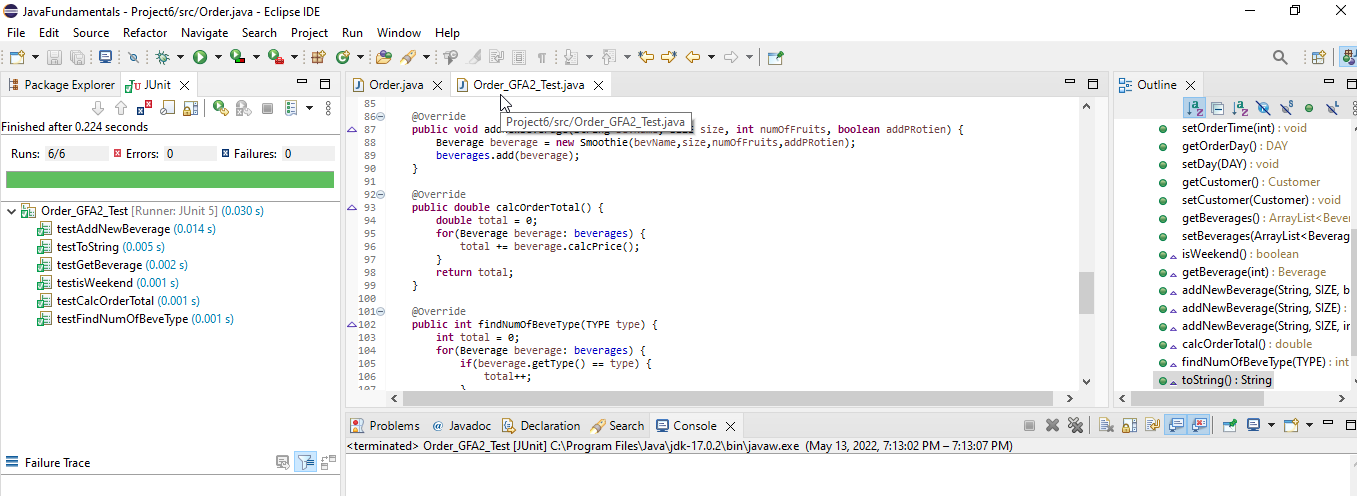 JavaFundamentals - Project6/src/Order.java - Eclipse IDE
File Edit Source Refactor Navigate Search Project Run Window Help
Package Explorer JUnit
Finished after 0.224 seconds
Runs: 6/6 Errors: 0 Failures: 0
Order_GFA2_Test [Runner: JUnit 5] (0.030 s)
testAddNewBeverage (0.014 s)
testToString (0.005 s)
testGetBeverage (0.002 s)
testisWeekend (0.001 s)
testCalcOrderTotal (0.001 s)
testFindNumOfBeveType (0.001 s)
Failure Trace
Order.java Order_GFA2_Test.java
Project6/src/Order_GFA2_Test.java
85
86 @Override
87 public void add size, int numOfFruits, boolean addPRotien) {
88 Beverage beverage = new Smoothie(bevName,size,numOfFruits,addPRotien);
89 beverages.add(beverage);
90 }
91
92 @Override
93 public double calcOrderTotal() {
94 double total = 0;
95 for(Beverage beverage: beverages) {
96 total += beverage.calcPrice();
97 }
98 return total;
99 }
100
101 @Override
102 public int findNumOfBeveType(TYPE type) {
103 int total = 0;
104 for(Beverage beverage: beverages) {
105 if(beverage.getType() == type) {
106 total++;
107 }
Outline
setOrderTime(int) : void
getOrderDay() : DAY
setDay(DAY) : void
getCustomer() : Customer
setCustomer(Customer) : void
getBeverages() : ArrayList<Bever
setBeverages(ArrayList<Beverag
isWeekend() : boolean
getBeverage(int) : Beverage
addNewBeverage(String, SIZE, b
addNewBeverage(String, SIZE) :
addNewBeverage(String, SIZE, in
calcOrderTotal() : double
findNumOfBeveType(TYPE) : int
toString() : String
Problems Javadoc Declaration Search Console
<terminated> Order_GFA2_Test [JUnit] C:\Program Files\Java\jdk-17.0.2\bin\javaw.exe (May 13, 2022, 7:13:02 PM – 7:13:07 PM)